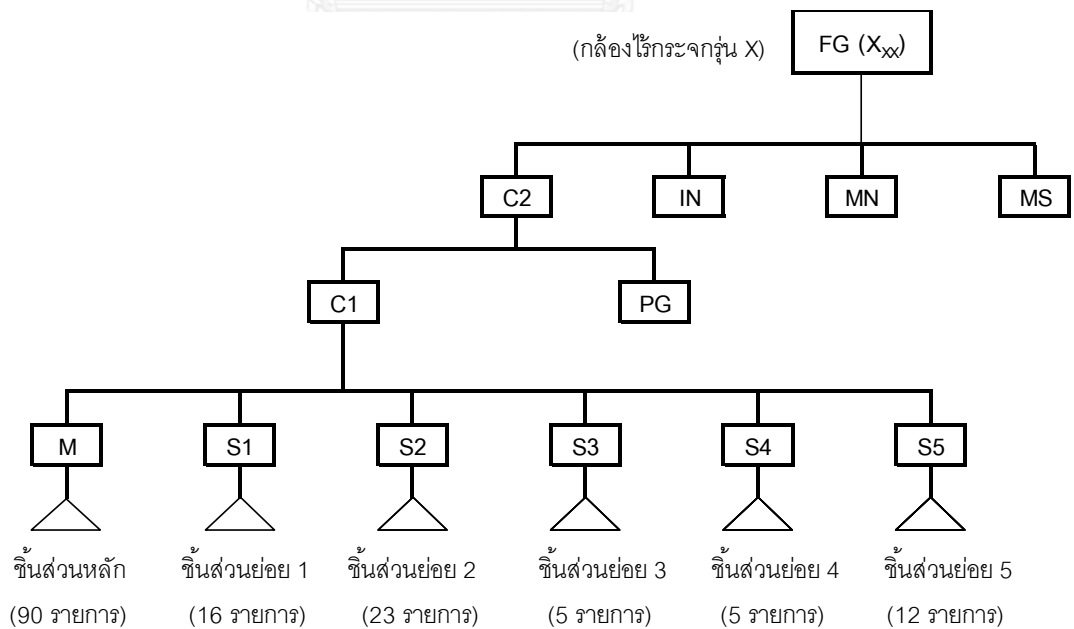 (กล้องไร้กระจกรุ่น X)
FG (X_XX)
C2
IN
MN
MS
C1
PG
M
S1
S2
S3
S4
S5
ชิ้นส่วนหลัก
ชิ้นส่วนย่อย 1
ชิ้นส่วนย่อย 2
ชิ้นส่วนย่อย 3
ชิ้นส่วนย่อย 4
ชิ้นส่วนย่อย 5
(90 รายการ)
(16 รายการ)
(23 รายการ)
(5 รายการ)
(5 รายการ)
(12 รายการ)